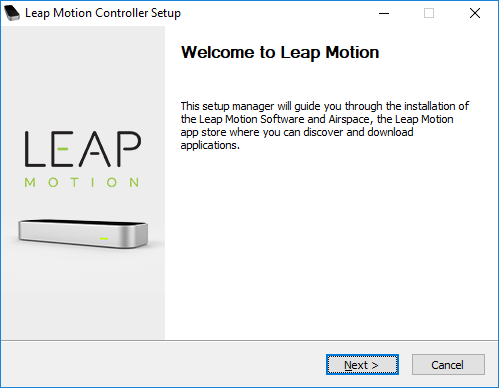 Leap Motion Controller Setup
Welcome to Leap Motion
This setup manager will guide you through the installation of
the Leap Motion Software and Airspace, the Leap Motion
app store where you can discover and download
applications.
LEAP
MOTION
Next >
Cancel